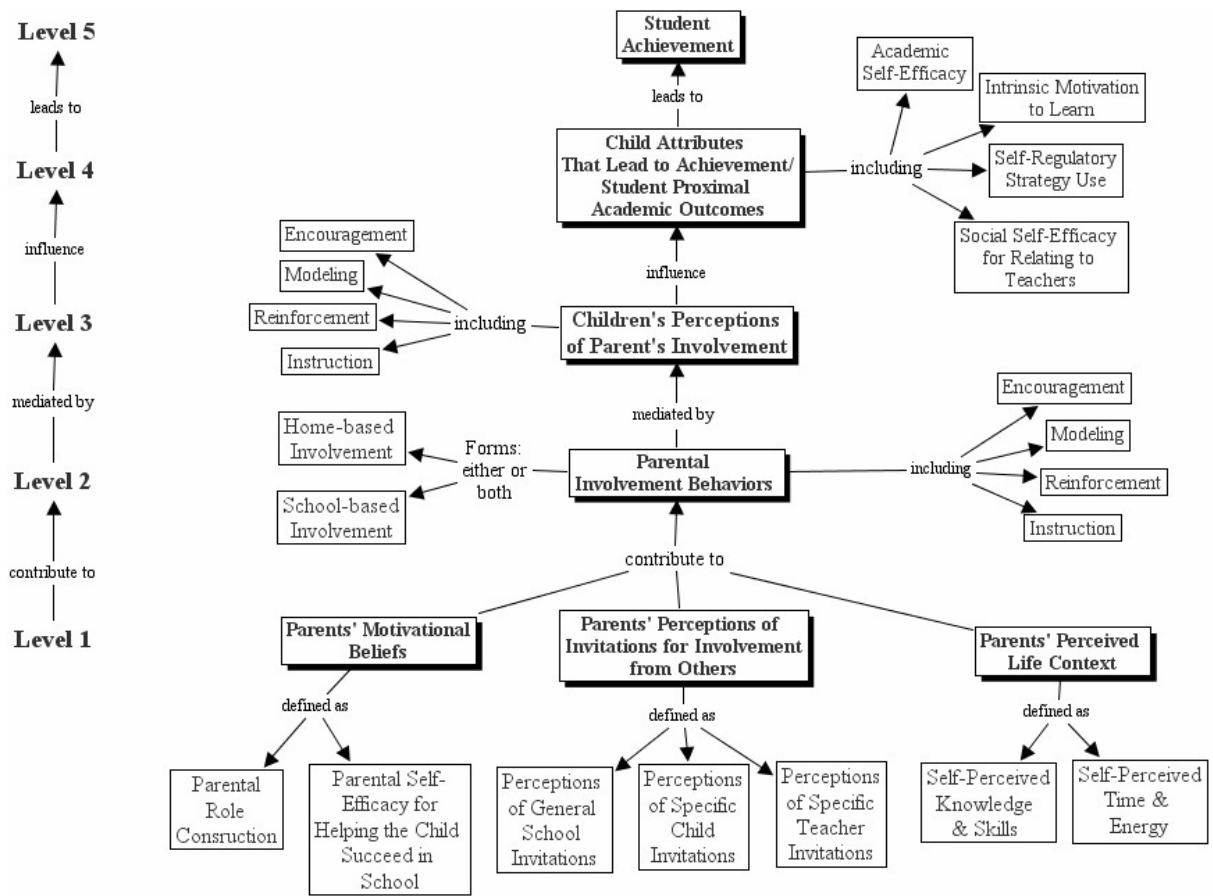 Level 5
leads to
Level 4
influence
Level 3
mediated by
Level 2
contribute to
Level 1
Student
Achievement
leads to
Child Attributes
That Lead to Achievement/
Student Proximal
Academic Outcomes
including
Academic
Self-Efficacy
Intrinsic Motivation
to Learn
Self-Regulatory
Strategy Use
Social Self-Efficacy
for Relating to
Teachers
influence
Children's Perceptions
of Parent's Involvement
including
Encouragement
Modeling
Reinforcement
Instruction
mediated by
Parental
Involvement Behaviors
Forms:
either or
both
Home-based
Involvement
School-based
Involvement
including
Encouragement
Modeling
Reinforcement
Instruction
contribute to
Parents' Motivational
Beliefs
defined as
Parental
Role
Consruction
Parental Self-
Efficacy for
Helping the Child
Succeed in
School
Parents' Perceptions of
Invitations for Involvement
from Others
defined as
Perceptions
of General
School
Invitations
Perceptions
of Specific
Child
Invitations
Perceptions
of Specific
Teacher
Invitations
Parents' Perceived
Life Context
defined as
Self-Perceived
Knowledge
& Skills
Self-Perceived
Time &
Energy